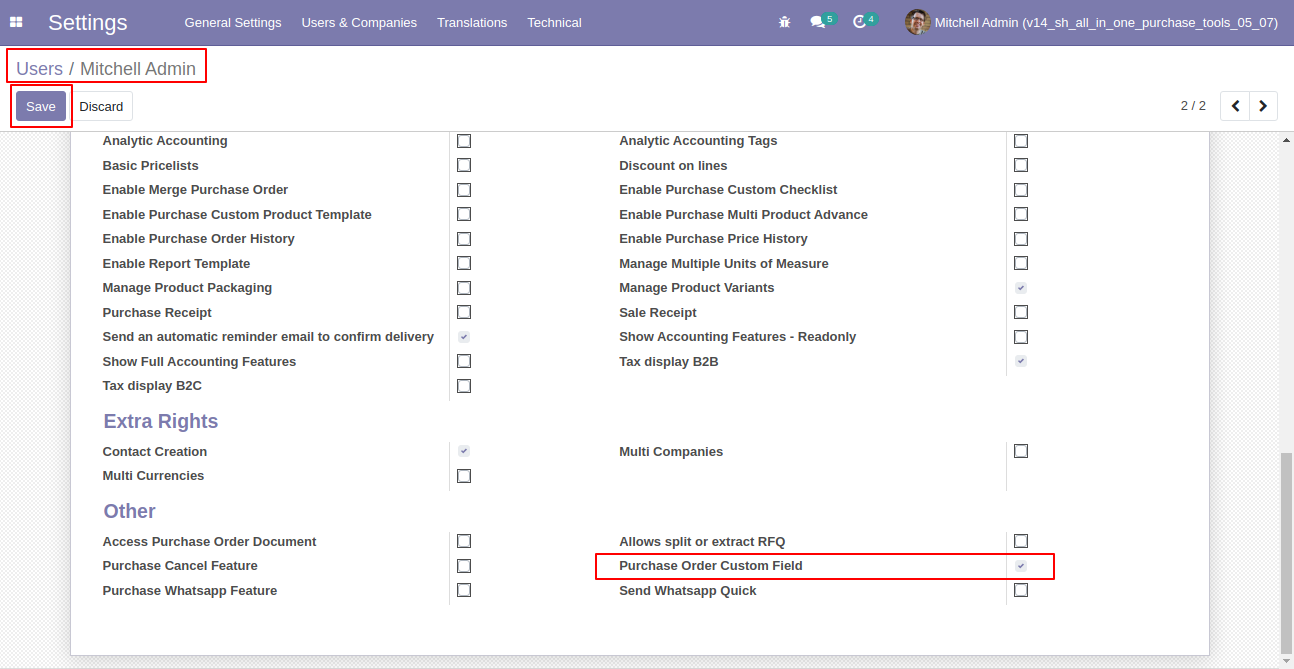 Settings General Settings Users & Companies Translations Technical 5 4 Mitchell Admin (v14_sh_all_in_one_purchase_tools_05_07)
Users / Mitchell Admin
Save Discard 2 / 2
Analytic Accounting Analytic Accounting Tags
Basic Pricelists Discount on lines
Enable Merge Purchase Order Enable Purchase Custom Checklist
Enable Purchase Custom Product Template Enable Purchase Multi Product Advance
Enable Purchase Order History Enable Purchase Price History
Enable Report Template Manage Multiple Units of Measure
Manage Product Packaging Manage Product Variants
Purchase Receipt Sale Receipt
Send an automatic reminder email to confirm delivery Show Accounting Features - Readonly
Show Full Accounting Features Tax display B2B
Tax display B2C
Extra Rights
Contact Creation Multi Companies
Multi Currencies
Other
Access Purchase Order Document Allows split or extract RFQ
Purchase Cancel Feature Purchase Order Custom Field
Purchase Whatsapp Feature Send Whatsapp Quick